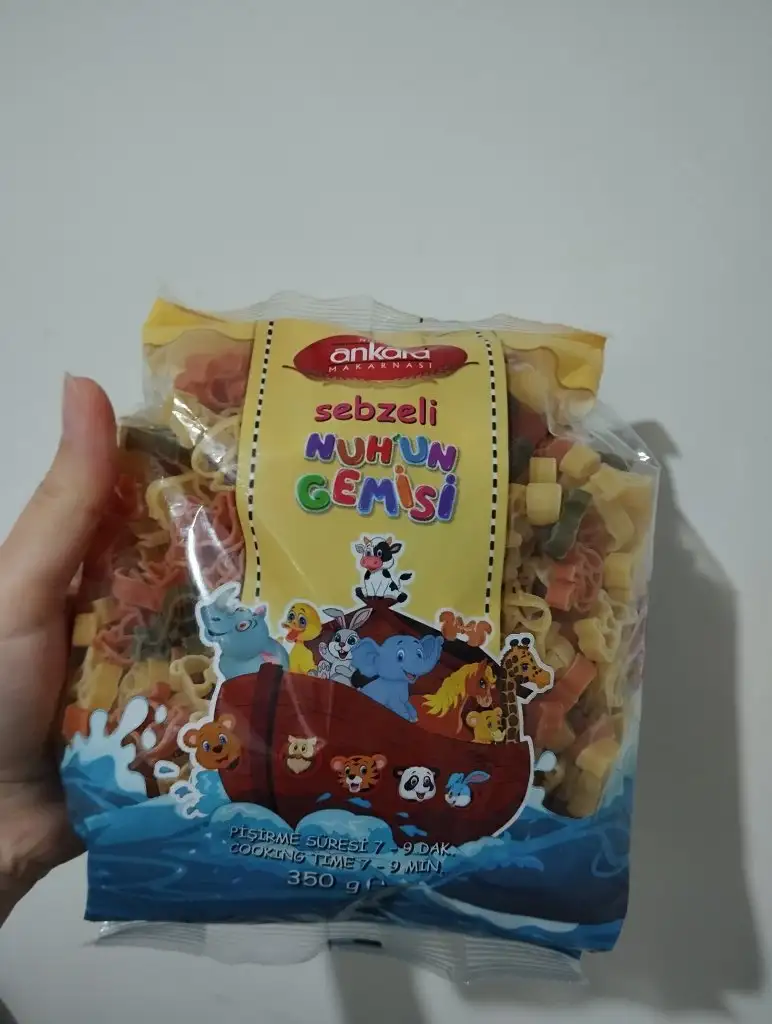 ankara
MAKARNASI
sebzeli
NUH'UN
GEMİSİ
PİŞİRME SÜRESİ 7 - 9 DAK.
COOKING TIME 7 - 9 MIN.
350 g